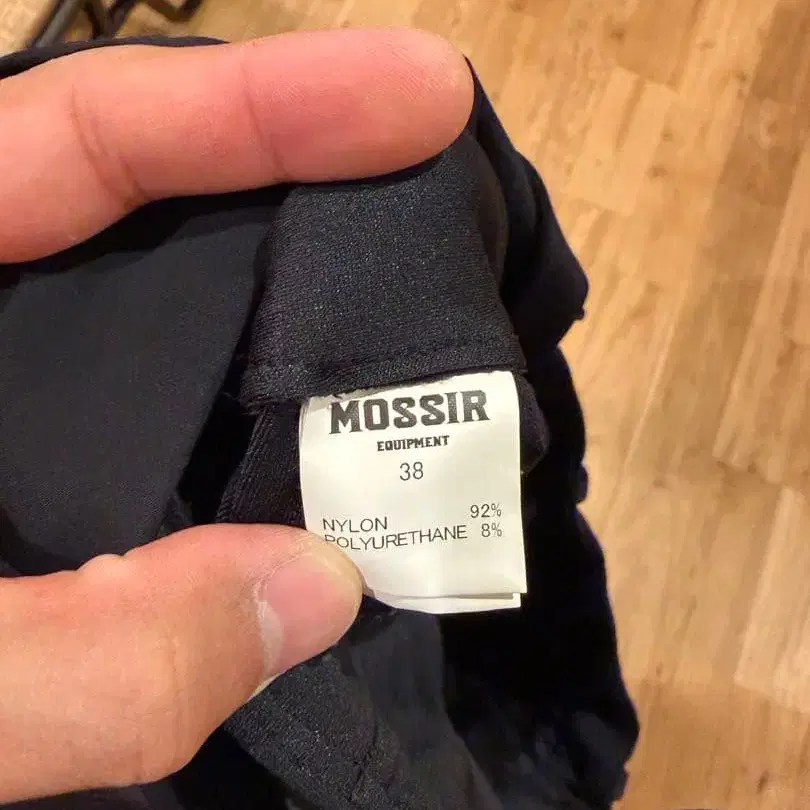 MOSSIR
EQUIPMENT
38
NYLON 92%
POLYURETHANE 8%